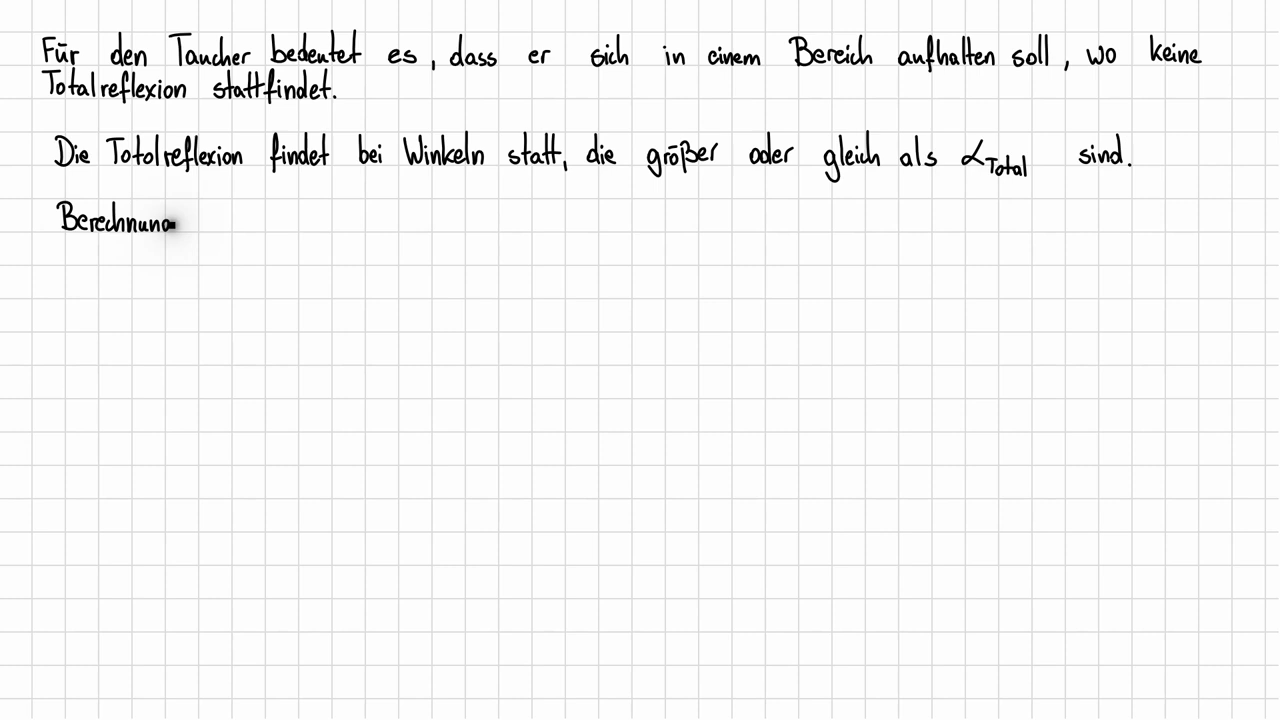 Für den Taucher bedeutet es, dass er sich in einem Bereich aufhalten soll, wo keine
Totalreflexion stattfindet.
Die Totalreflexion findet bei Winkeln statt, die größer oder gleich als α_Total sind.
Berechnung